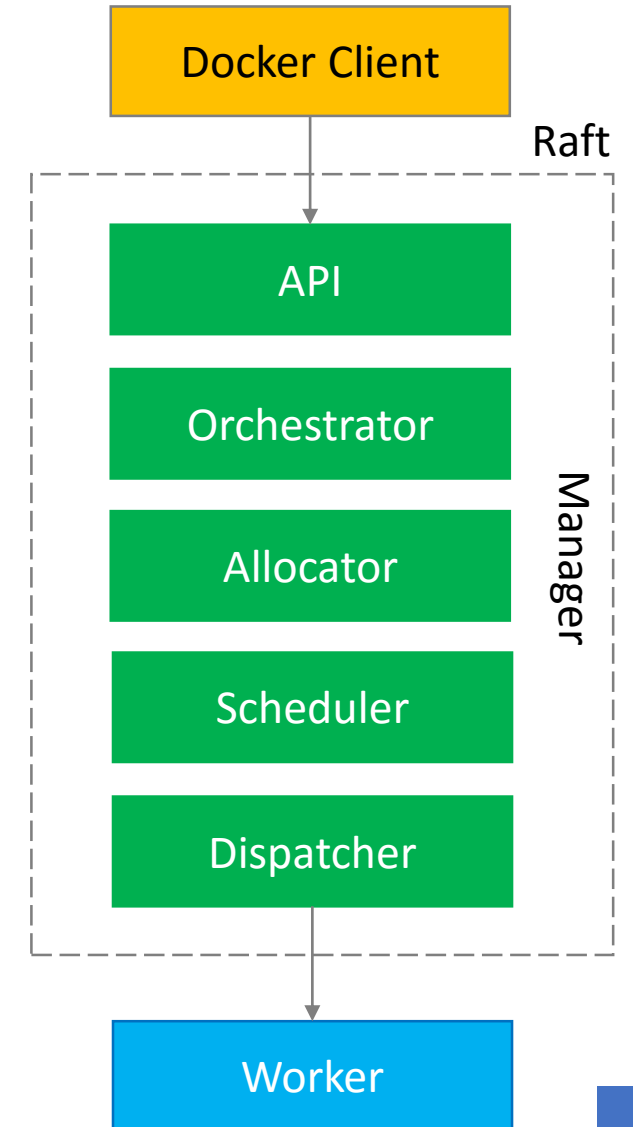 Docker Client
Raft
API
Orchestrator
Allocator
Manager
Scheduler
Dispatcher
Worker